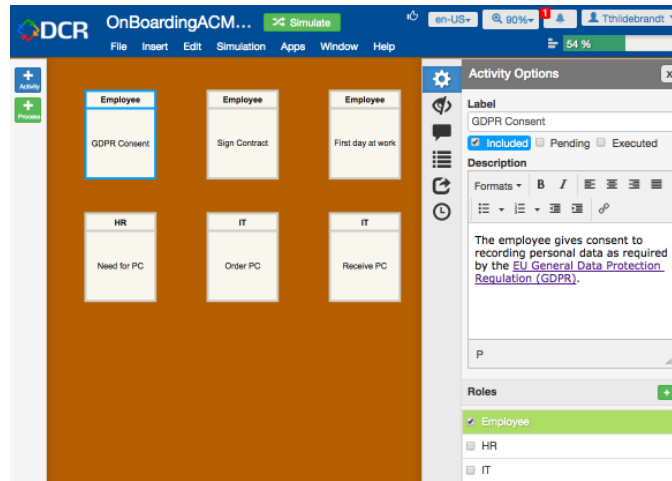 DCR
OnBoardingACM...
Simulate
en-US
90%
1
Tthildebrandt
File Insert Edit Simulation Apps Window Help
54 %
Activity
Process
Employee
GDPR Consent
Employee
Sign Contract
Employee
First day at work
HR
Need for PC
IT
Order PC
IT
Receive PC
Activity Options
x
Label
GDPR Consent
Included Pending Executed
Description
Formats B I
The employee gives consent to
recording personal data as required
by the EU General Data Protection
Regulation (GDPR).
P
Roles
+
Employee
HR
IT